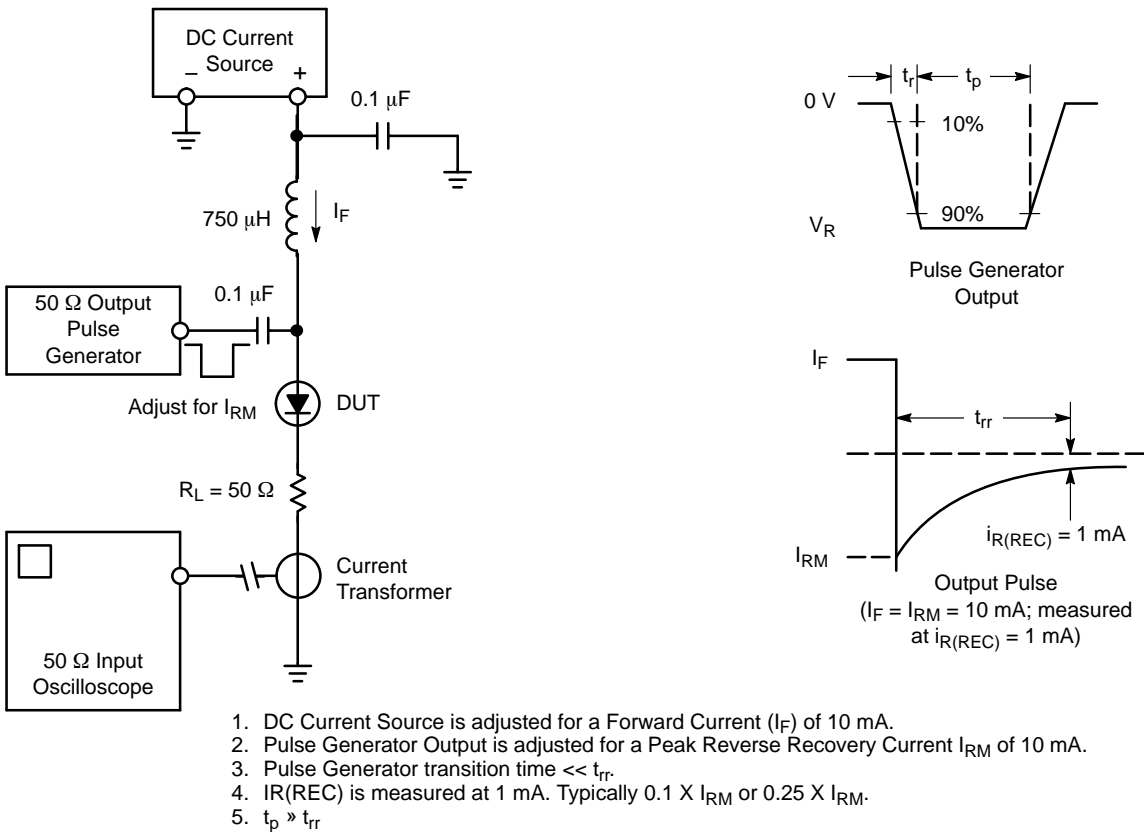 DC Current
Source
– +
0.1 μF
750 μH
I_F
50 Ω Output
Pulse
Generator
0.1 μF
Adjust for I_RM
DUT
R_L = 50 Ω
Current
Transformer
50 Ω Input
Oscilloscope
t_r t_p
0 V
10%
90%
V_R
Pulse Generator
Output
I_F
t_rr
i_R(REC) = 1 mA
I_RM
Output Pulse
(I_F = I_RM = 10 mA; measured
at i_R(REC) = 1 mA)
1. DC Current Source is adjusted for a Forward Current (I_F) of 10 mA.
2. Pulse Generator Output is adjusted for a Peak Reverse Recovery Current I_RM of 10 mA.
3. Pulse Generator transition time << t_rr.
4. IR(REC) is measured at 1 mA. Typically 0.1 X I_RM or 0.25 X I_RM.
5. t_p » t_rr